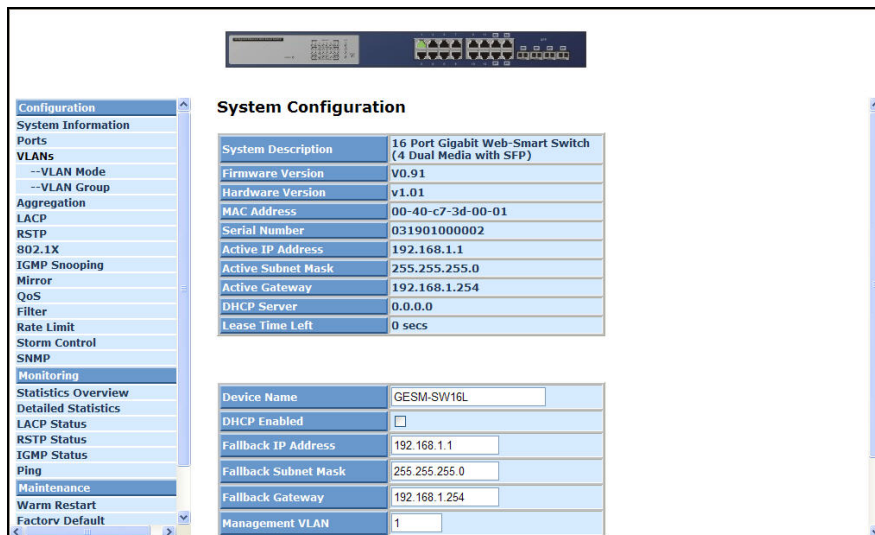 Configuration
System Information
Ports
VLANs
--VLAN Mode
--VLAN Group
Aggregation
LACP
RSTP
802.1X
IGMP Snooping
Mirror
QoS
Filter
Rate Limit
Storm Control
SNMP
Monitoring
Statistics Overview
Detailed Statistics
LACP Status
RSTP Status
IGMP Status
Ping
Maintenance
Warm Restart
Factory Default
System Configuration
System Description 16 Port Gigabit Web-Smart Switch
(4 Dual Media with SFP)
Firmware Version V0.91
Hardware Version v1.01
MAC Address 00-40-c7-3d-00-01
Serial Number 031901000002
Active IP Address 192.168.1.1
Active Subnet Mask 255.255.255.0
Active Gateway 192.168.1.254
DHCP Server 0.0.0.0
Lease Time Left 0 secs
Device Name GESM-SW16L
DHCP Enabled
Fallback IP Address 192.168.1.1
Fallback Subnet Mask 255.255.255.0
Fallback Gateway 192.168.1.254
Management VLAN 1